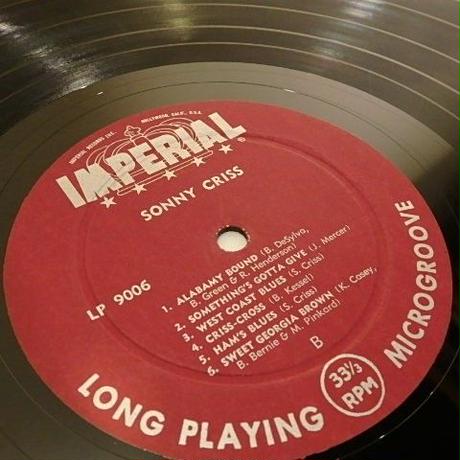 IMPERIAL RECORDS INC. HOLLYWOOD, CALIF., U.S.A.
IMPERIAL
SONNY CRISS
LP 9006
1. ALABAMY BOUND (B. DeSylva,
B. Green & R. Henderson)
2. SOMETHING'S GOTTA GIVE (J. Mercer)
3. WEST COAST BLUES (S. Criss)
4. CRISS-CROSS (B. Kessel)
5. HAM'S BLUES (S. Criss)
6. SWEET GEORGIA BROWN (K. Casey,
B. Bernie & M. Pinkard)
B
LONG PLAYING 33⅓ RPM MICROGROOVE